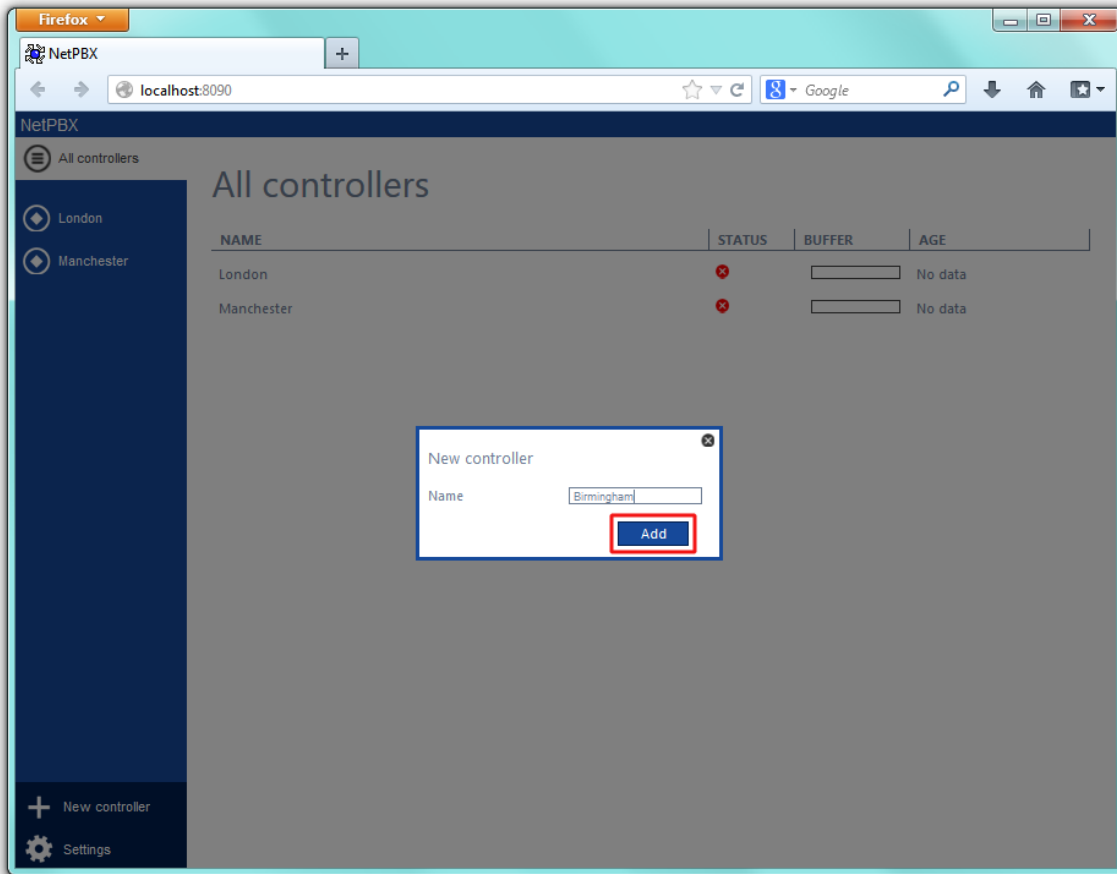 Firefox
NetPBX
localhost:8090
Google
NetPBX
All controllers
London
Manchester
All controllers
NAME STATUS BUFFER AGE
London No data
Manchester No data
New controller
Name Birmingham
Add
New controller
Settings